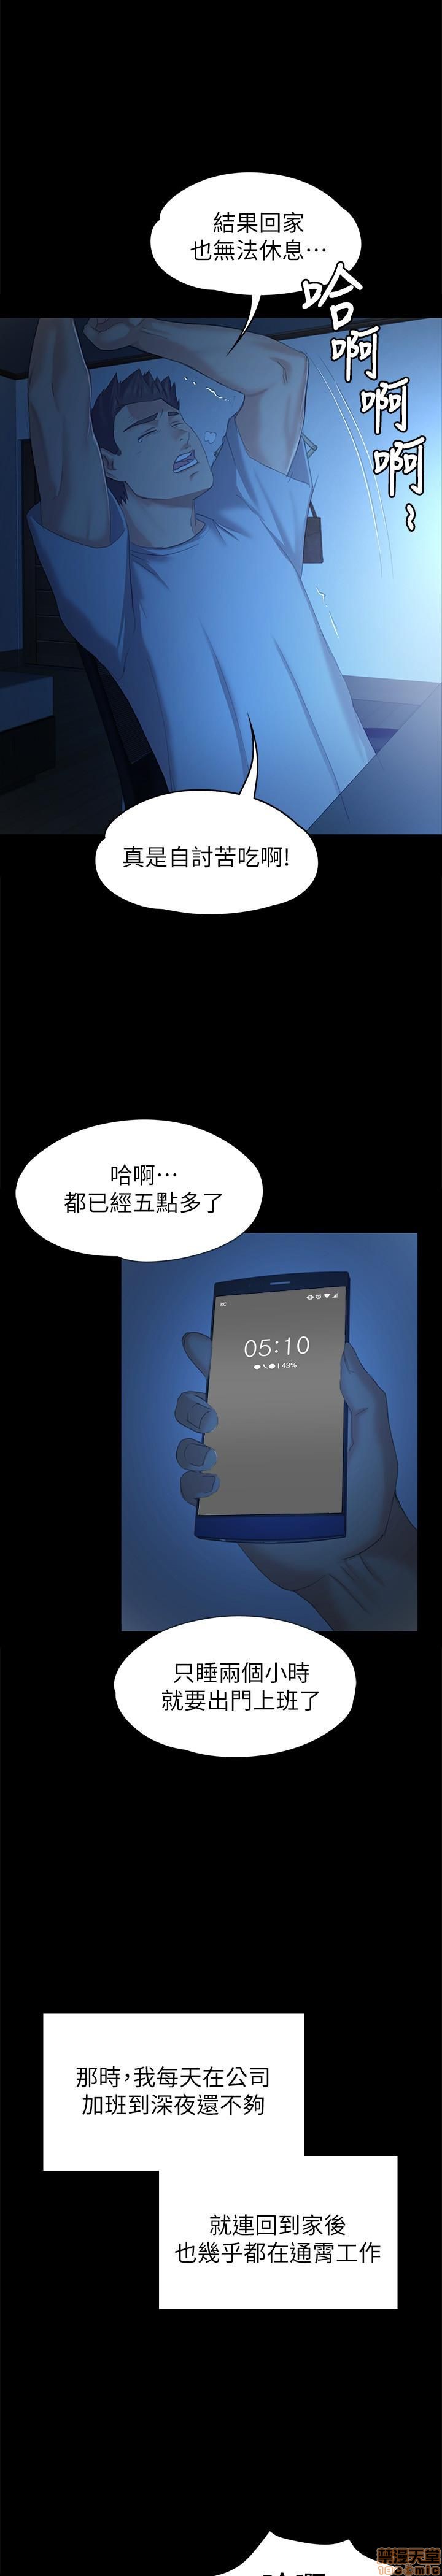 結果回家
也無法休息…
哈啊啊啊~
真是自討苦吃啊!
哈啊…
都已經五點多了
KC
05:10
43%
只睡兩個小時
就要出門上班了
那時，我每天在公司
加班到深夜還不夠
就連回到家後
也幾乎都在通霄工作
禁漫天堂